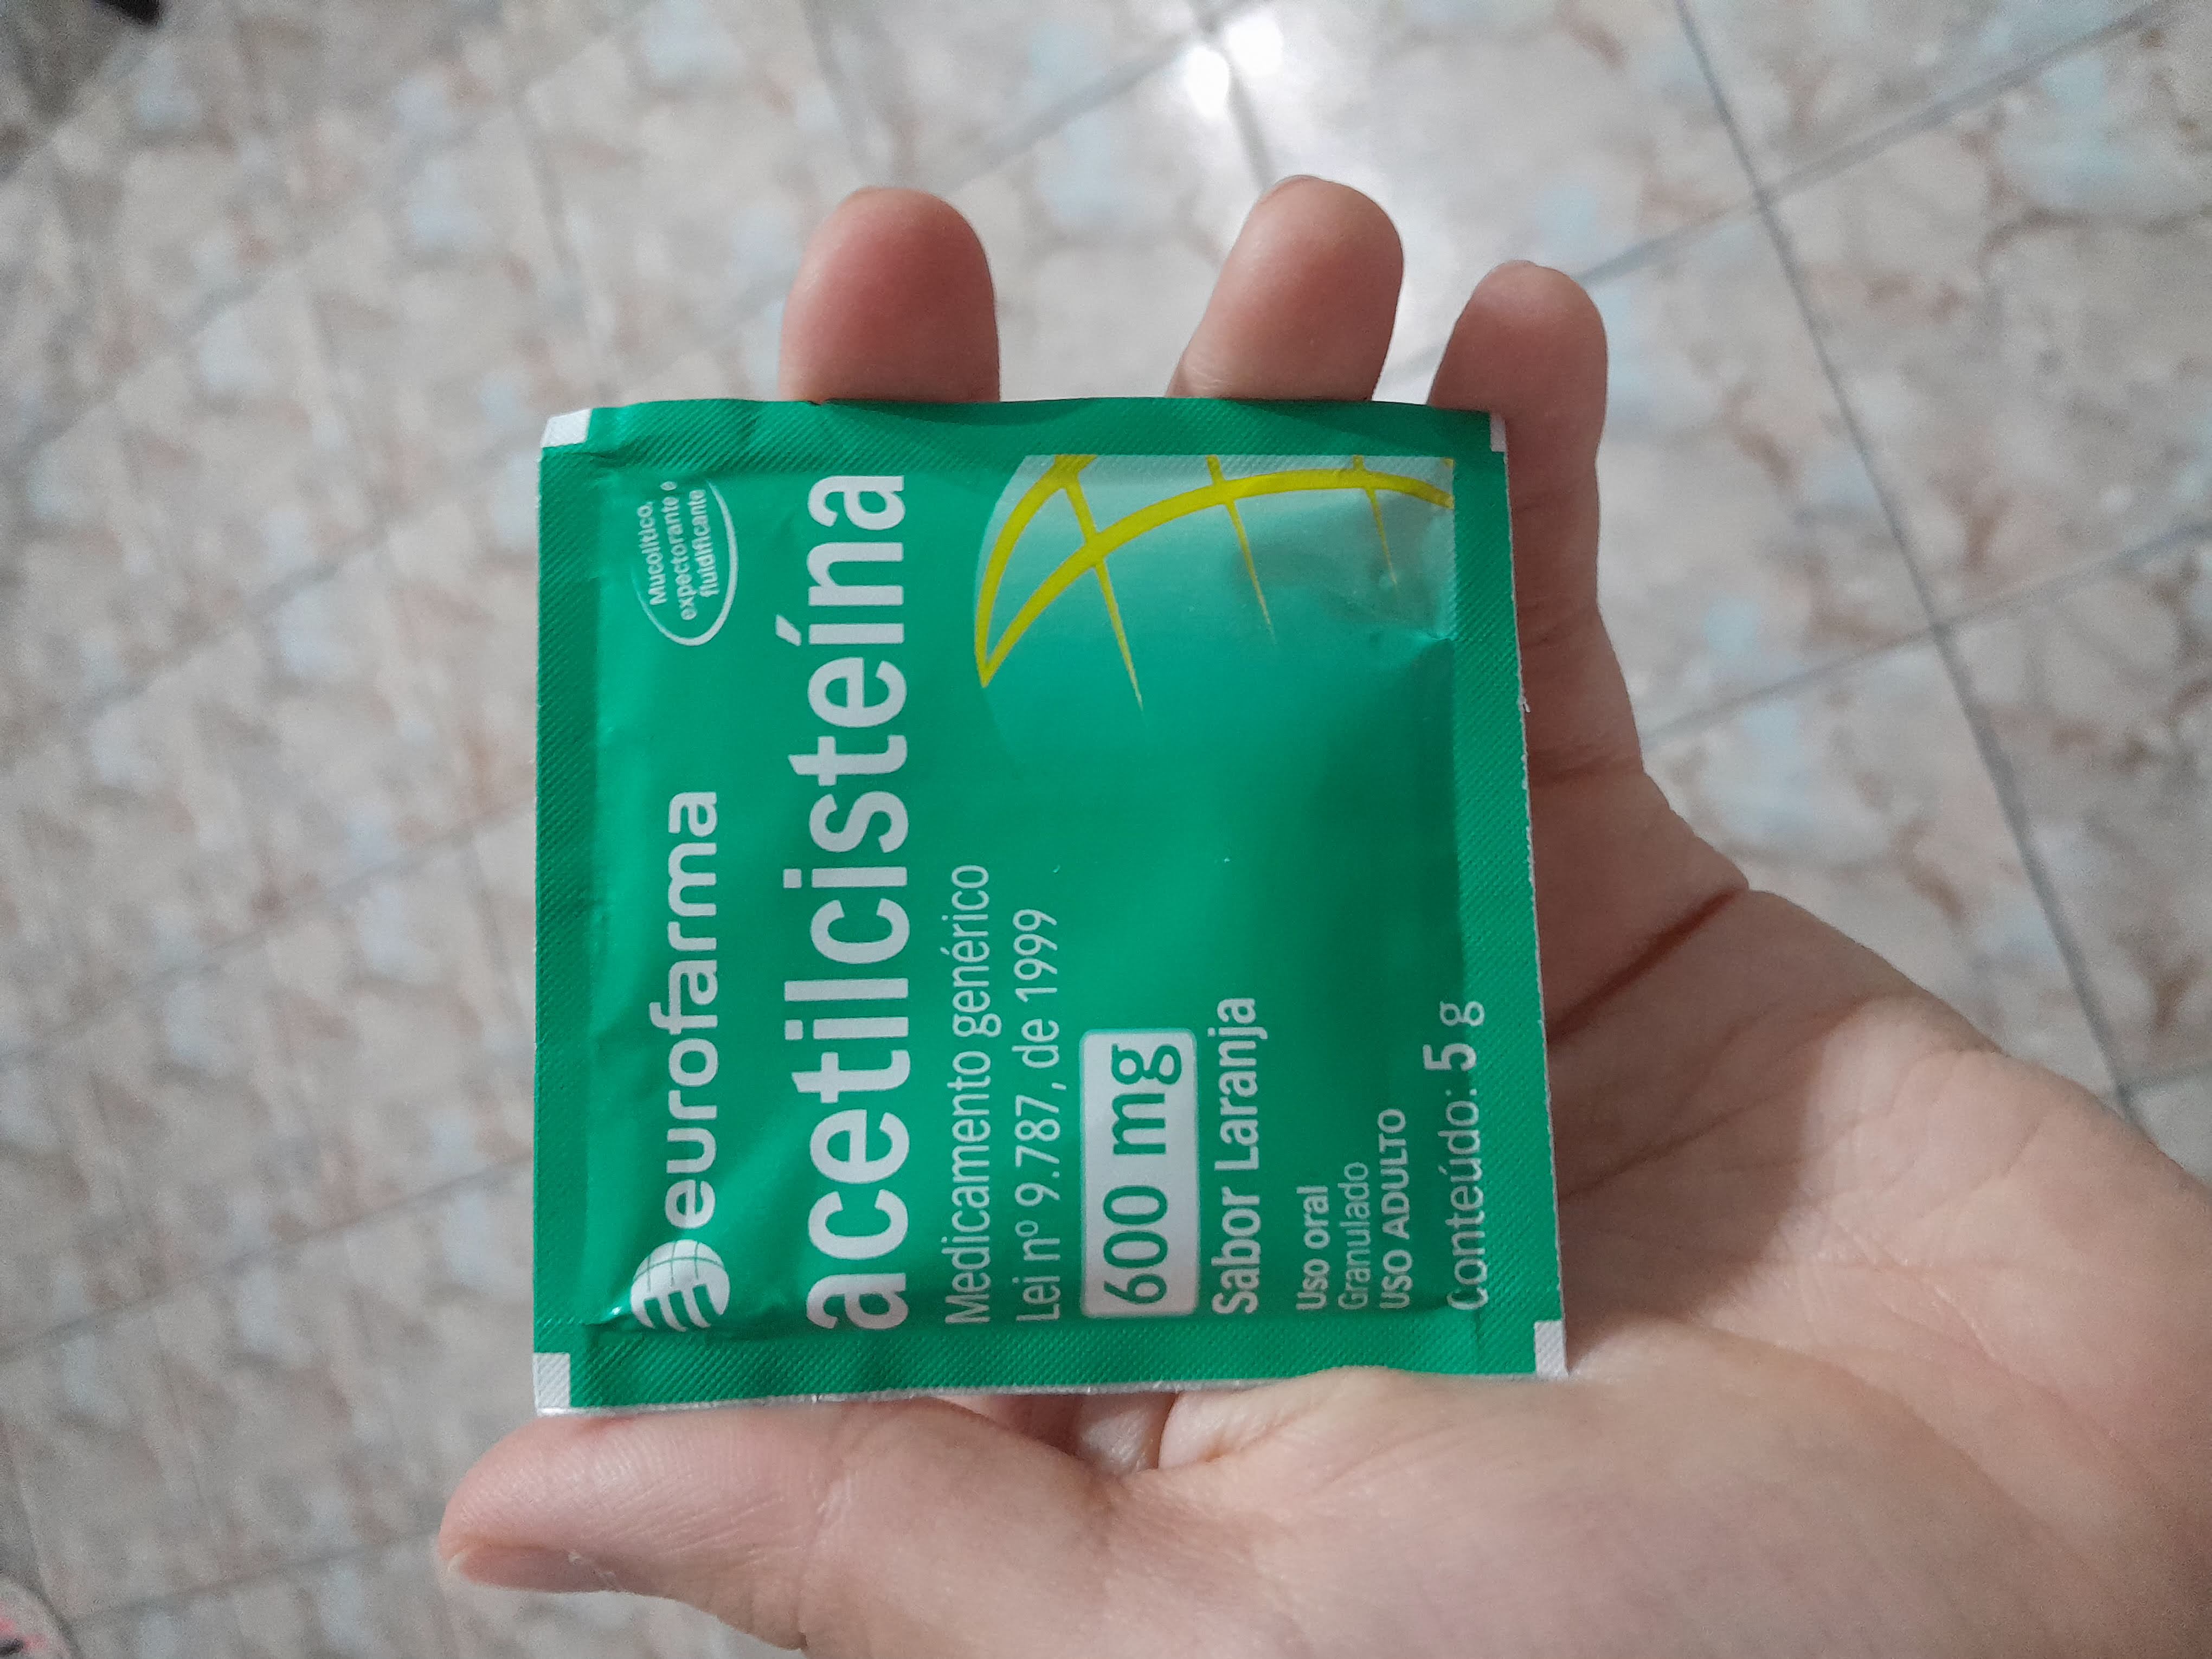 eurofarma
Mucolítico,
expectorante e
fluidificante
acetilcisteína
Medicamento genérico
Lei nº 9.787, de 1999
600 mg
Sabor Laranja
Uso oral
Granulado
USO ADULTO
Conteúdo: 5 g